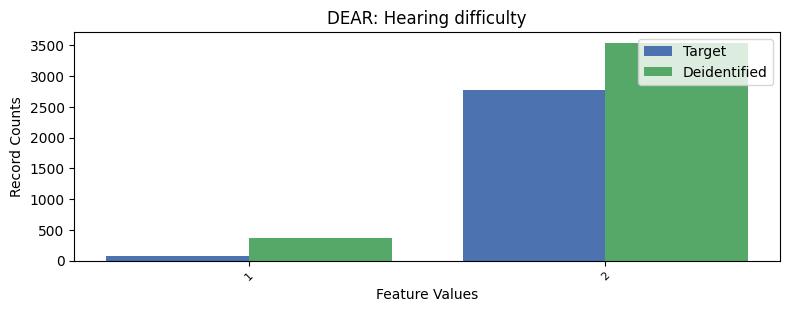 DEAR: Hearing difficulty
Target
Deidentified
Record Counts
3500
3000
2500
2000
1500
1000
500
0
1
2
Feature Values